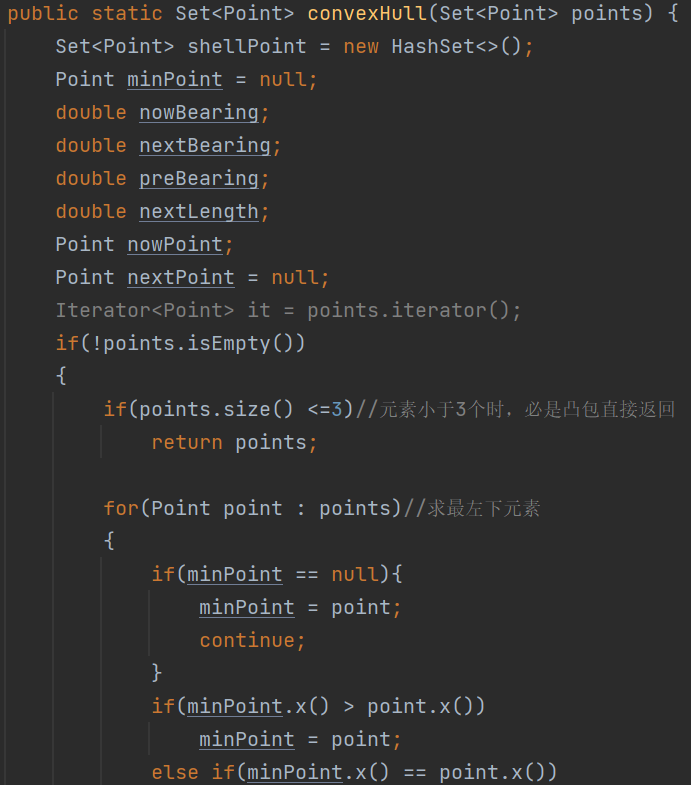 public static Set<Point> convexHull(Set<Point> points) {
Set<Point> shellPoint = new HashSet<>();
Point minPoint = null;
double nowBearing;
double nextBearing;
double preBearing;
double nextLength;
Point nowPoint;
Point nextPoint = null;
Iterator<Point> it = points.iterator();
if(!points.isEmpty())
{
if(points.size() <=3)//元素小于3个时，必是凸包直接返回
return points;
for(Point point : points)//求最左下元素
{
if(minPoint == null){
minPoint = point;
continue;
}
if(minPoint.x() > point.x())
minPoint = point;
else if(minPoint.x() == point.x())